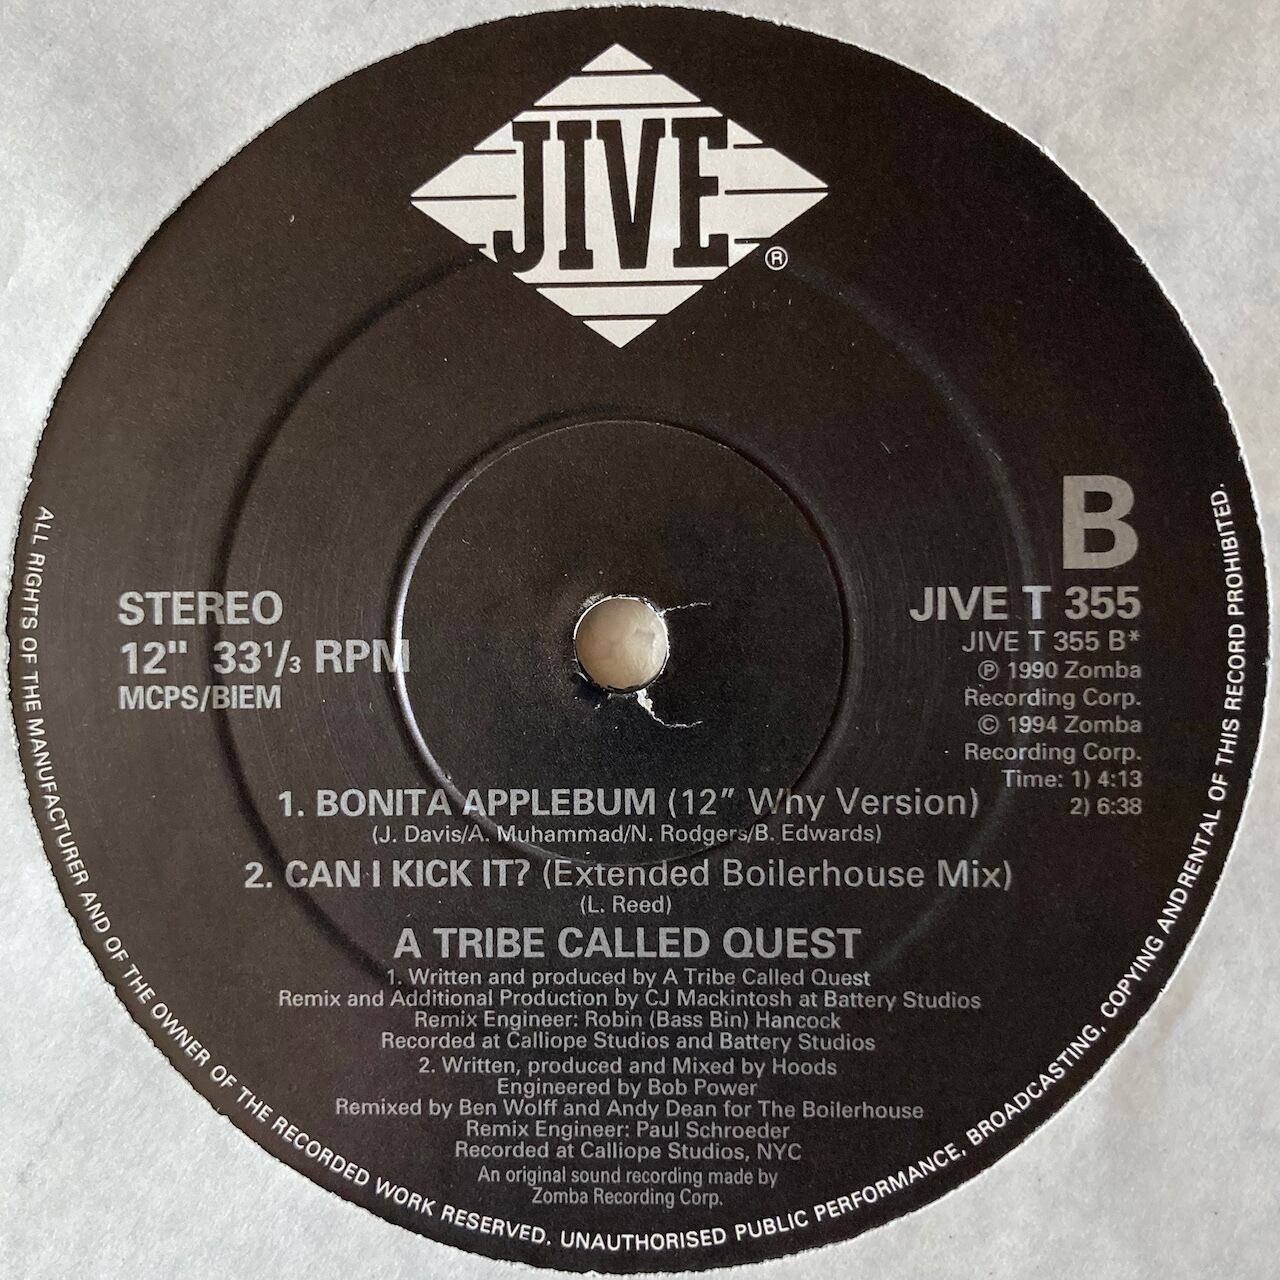 JIVE
®
B
STEREO
12" 33 1/3 RPM
MCPS/BIEM
JIVE T 355
JIVE T 355 B*
℗ 1990 Zomba
Recording Corp.
© 1994 Zomba
Recording Corp.
Time: 1) 4:13
2) 6:38
1. BONITA APPLEBUM (12" Why Version)
(J. Davis/A. Muhammad/N. Rodgers/B. Edwards)
2. CAN I KICK IT? (Extended Boilerhouse Mix)
(L. Reed)
A TRIBE CALLED QUEST
1. Written and produced by A Tribe Called Quest
Remix and Additional Production by CJ Mackintosh at Battery Studios
Remix Engineer: Robin (Bass Bin) Hancock
Recorded at Calliope Studios and Battery Studios
2. Written, produced and Mixed by Hoods
Engineered by Bob Power
Remixed by Ben Wolff and Andy Dean for The Boilerhouse
Remix Engineer: Paul Schroeder
Recorded at Calliope Studios, NYC
An original sound recording made by
Zomba Recording Corp.
ALL RIGHTS OF THE MANUFACTURER AND OF THE OWNER OF THE RECORDED WORK RESERVED. UNAUTHORISED PUBLIC PERFORMANCE, BROADCASTING, COPYING AND RENTAL OF THIS RECORD PROHIBITED.